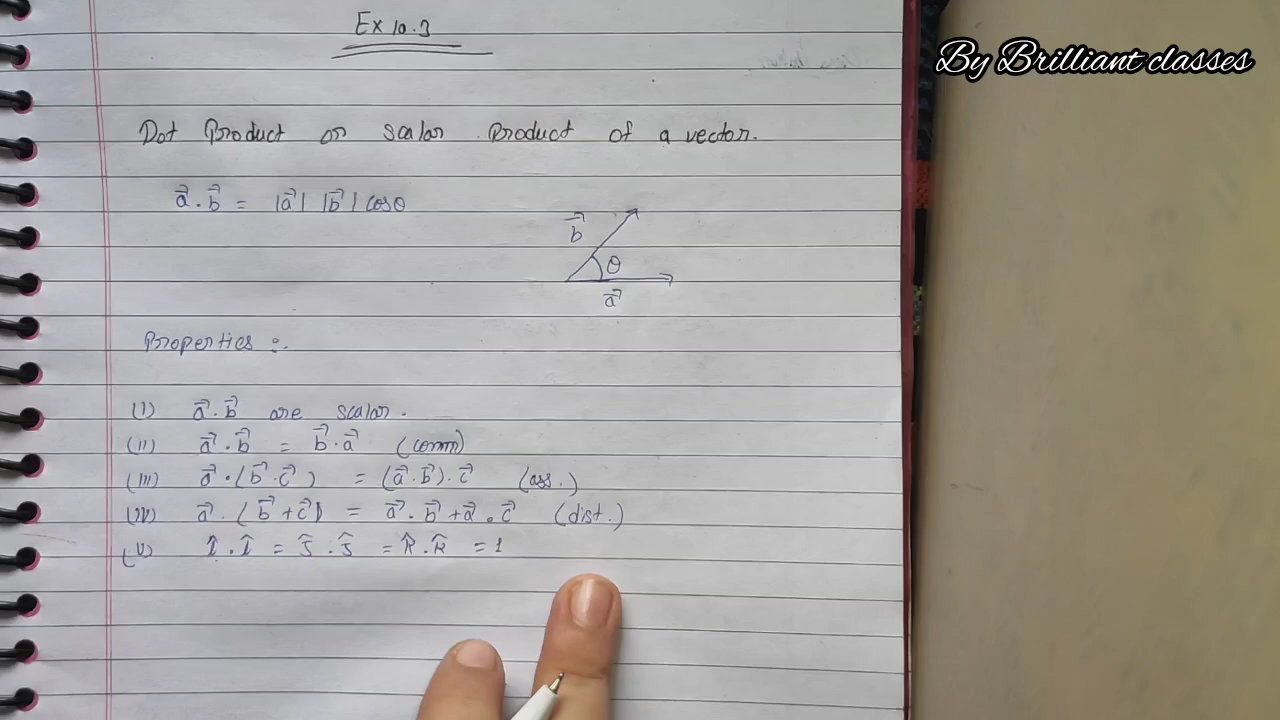 Ex 10.3
By Brilliant classes
Dot Product or scalar product of a vector.
a⃗ . b⃗ = |a⃗| |b⃗| cosθ
b⃗
θ
a⃗
Properties :.
(I) a⃗ . b⃗ are scalar.
(II) a⃗ . b⃗ = b⃗ . a⃗ (comm)
(III) a⃗ . (b⃗ . c⃗) = (a⃗ . b⃗) . c⃗ (ass.)
(IV) a⃗ . (b⃗ + c⃗) = a⃗ . b⃗ + a⃗ . c⃗ (dist.)
(V) î . î = ĵ . ĵ = k̂ . k̂ = 1